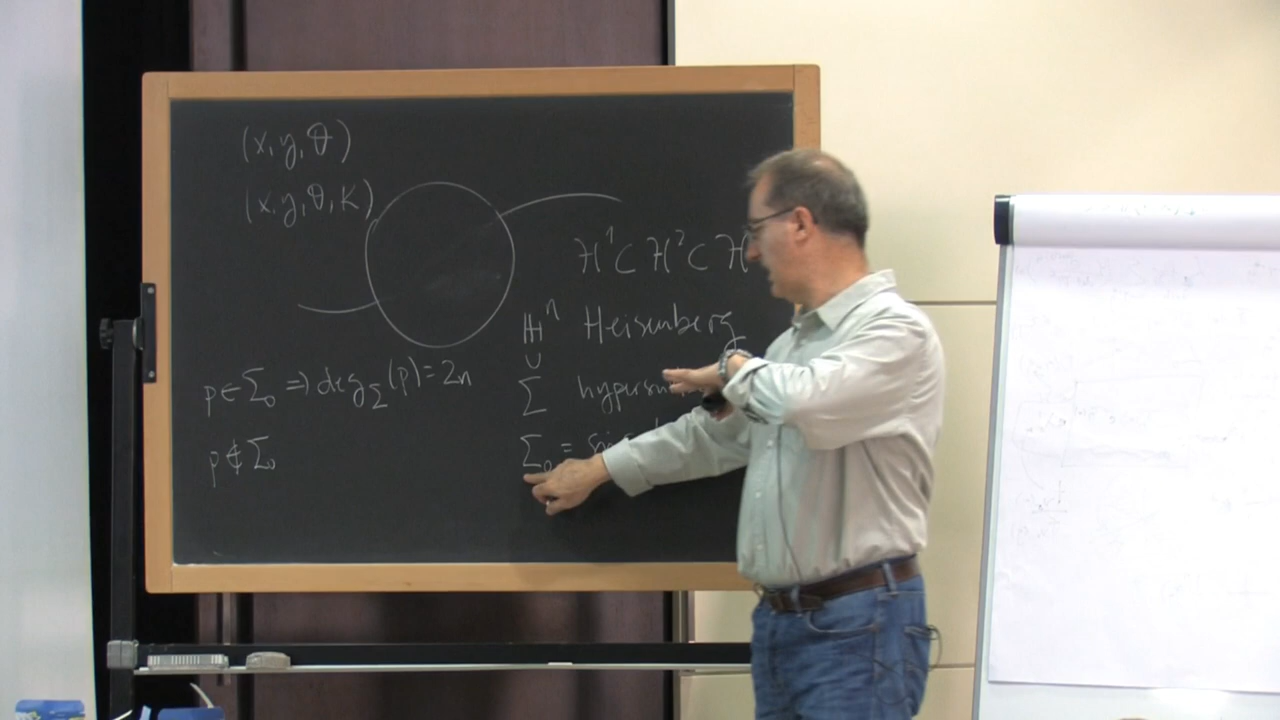 (x, y, θ)
(x, y, θ, K)
H¹ ⊂ H² ⊂ H
ℍⁿ Heisenberg
∪
Σ
p ∈ Σ₀ ⇒ deg_Σ(p) = 2n
Σ₀ =
p ∉ Σ₀